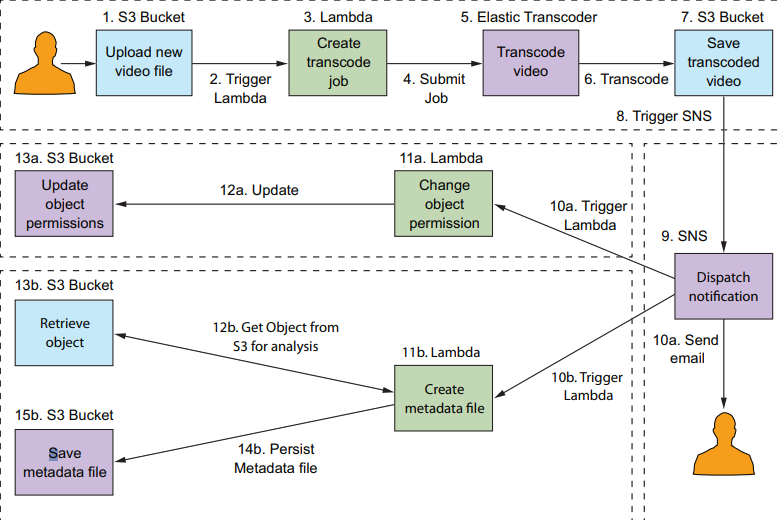 1. S3 Bucket
3. Lambda
5. Elastic Transcoder
7. S3 Bucket
Upload new
video file
2. Trigger
Lambda
Create
transcode
job
4. Submit
Job
Transcode
video
6. Transcode
Save
transcoded
video
8. Trigger SNS
13a. S3 Bucket
Update
object
permissions
12a. Update
11a. Lambda
Change
object
permission
10a. Trigger
Lambda
9. SNS
Dispatch
notification
13b. S3 Bucket
Retrieve
object
12b. Get Object from
S3 for analysis
11b. Lambda
Create
metadata file
10b. Trigger
Lambda
10a. Send
email
15b. S3 Bucket
Save
metadata file
14b. Persist
Metadata file